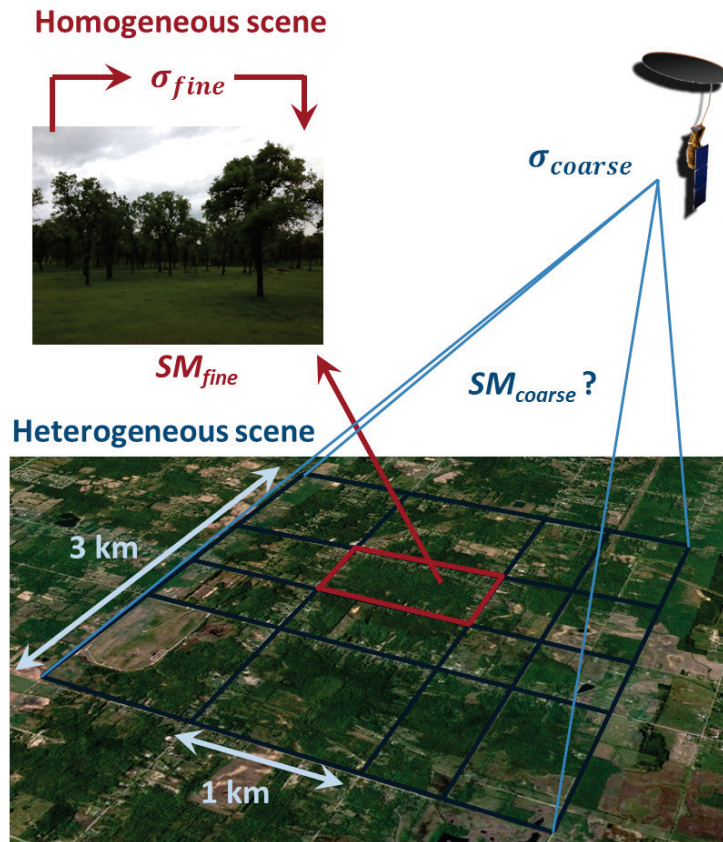 Homogeneous scene
σfine
σcoarse
SMfine
SMcoarse ?
Heterogeneous scene
3 km
1 km